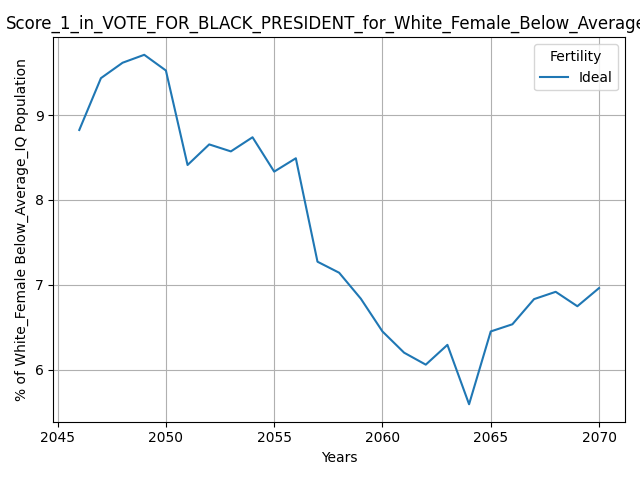 Score_1_in_VOTE_FOR_BLACK_PRESIDENT_for_White_Female_Below_Average
Fertility
Ideal
% of White_Female Below_Average_IQ Population
9
8
7
6
2045 2050 2055 2060 2065 2070
Years